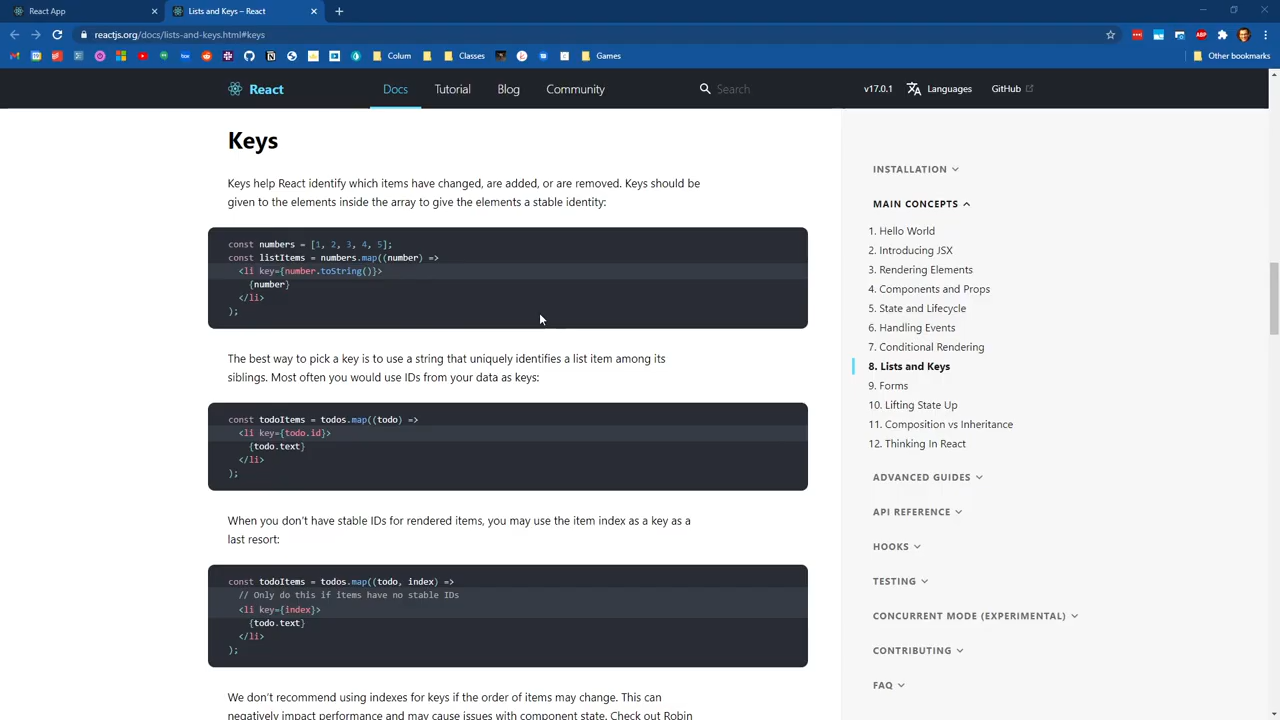 React App
Lists and Keys – React
reactjs.org/docs/lists-and-keys.html#keys
Colum
Classes
Games
Other bookmarks
React
Docs
Tutorial
Blog
Community
Search
v17.0.1
Languages
GitHub
Keys
Keys help React identify which items have changed, are added, or are removed. Keys should be
given to the elements inside the array to give the elements a stable identity:
const numbers = [1, 2, 3, 4, 5];
const listItems = numbers.map((number) =>
<li key={number.toString()}>
{number}
</li>
);
The best way to pick a key is to use a string that uniquely identifies a list item among its
siblings. Most often you would use IDs from your data as keys:
const todoItems = todos.map((todo) =>
<li key={todo.id}>
{todo.text}
</li>
);
When you don't have stable IDs for rendered items, you may use the item index as a key as a
last resort:
const todoItems = todos.map((todo, index) =>
// Only do this if items have no stable IDs
<li key={index}>
{todo.text}
</li>
);
We don't recommend using indexes for keys if the order of items may change. This can
negatively impact performance and may cause issues with component state. Check out Robin
INSTALLATION
MAIN CONCEPTS
1. Hello World
2. Introducing JSX
3. Rendering Elements
4. Components and Props
5. State and Lifecycle
6. Handling Events
7. Conditional Rendering
8. Lists and Keys
9. Forms
10. Lifting State Up
11. Composition vs Inheritance
12. Thinking In React
ADVANCED GUIDES
API REFERENCE
HOOKS
TESTING
CONCURRENT MODE (EXPERIMENTAL)
CONTRIBUTING
FAQ